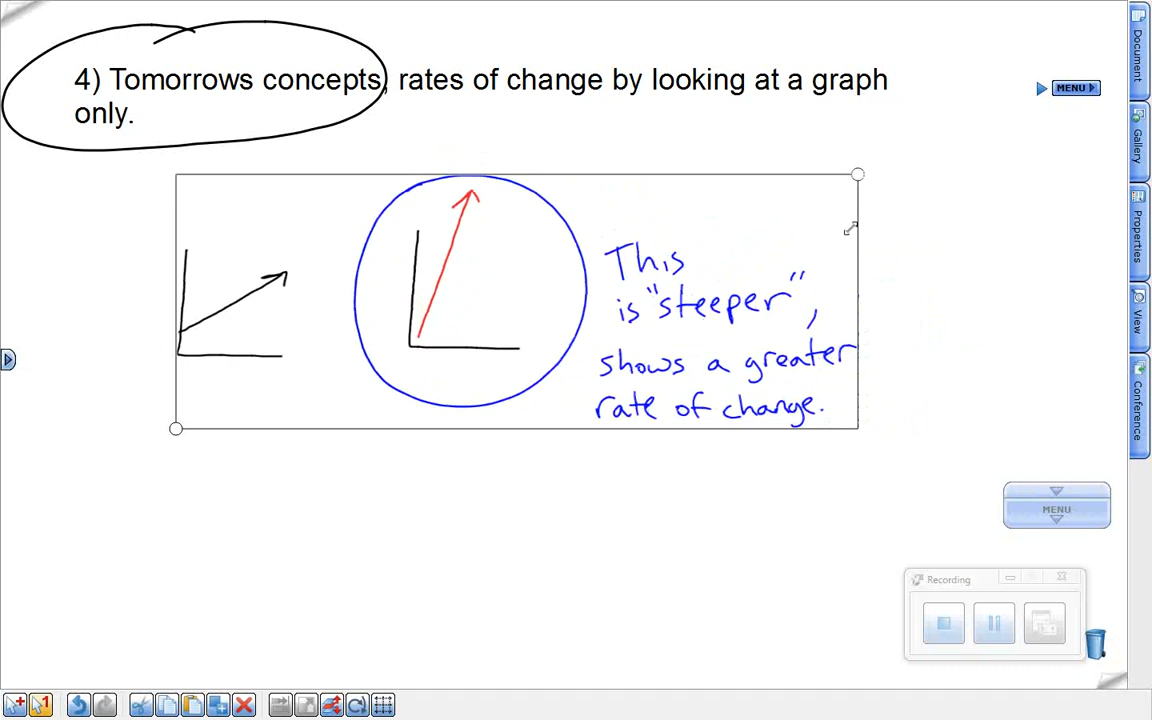 4) Tomorrows concepts, rates of change by looking at a graph
only.
MENU
This
is "steeper",
shows a greater
rate of change.
Document
Gallery
Properties
View
Conference
MENU
Recording
1